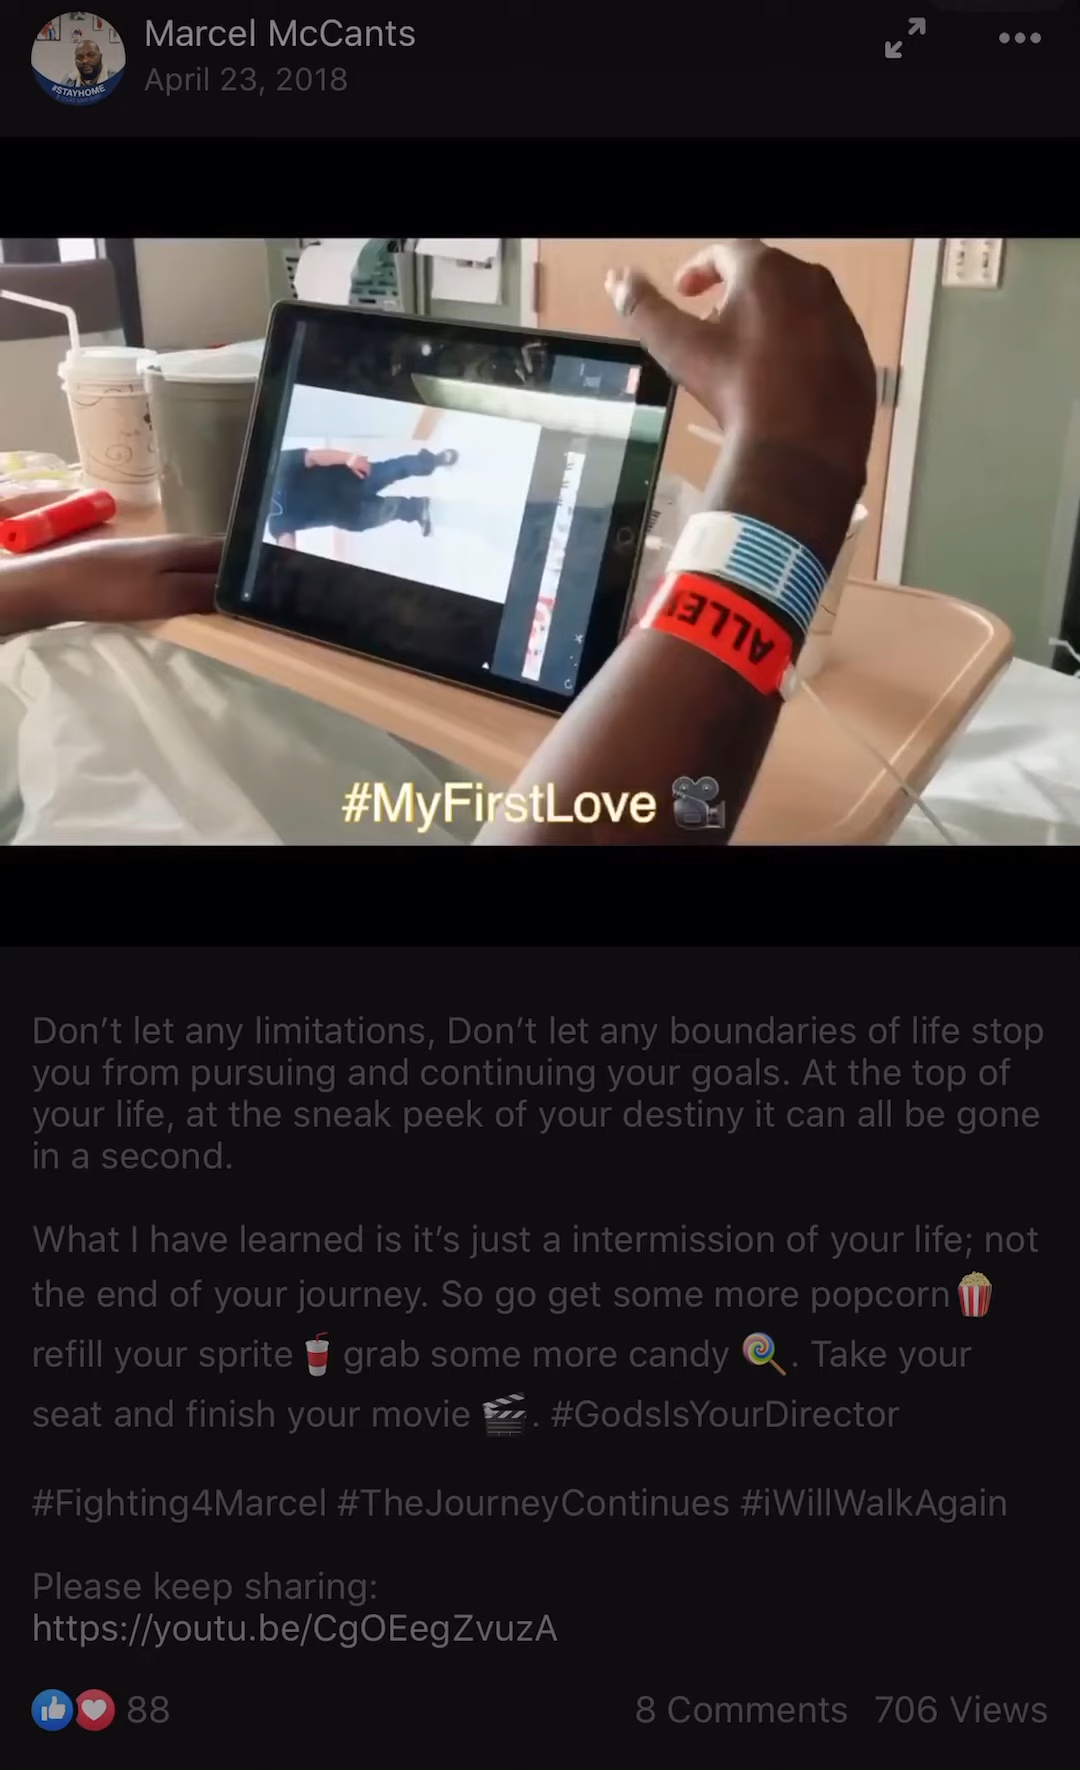 Marcel McCants
April 23, 2018
#STAYHOME
ALLE
#MyFirstLove 🎥
Don’t let any limitations, Don’t let any boundaries of life stop
you from pursuing and continuing your goals. At the top of
your life, at the sneak peek of your destiny it can all be gone
in a second.
What I have learned is it’s just a intermission of your life; not
the end of your journey. So go get some more popcorn🍿
refill your sprite🥤 grab some more candy 🍭. Take your
seat and finish your movie 🎬. #GodsIsYourDirector
#Fighting4Marcel #TheJourneyContinues #iWillWalkAgain
Please keep sharing:
https://youtu.be/CgOEegZvuzA
88
8 Comments 706 Views